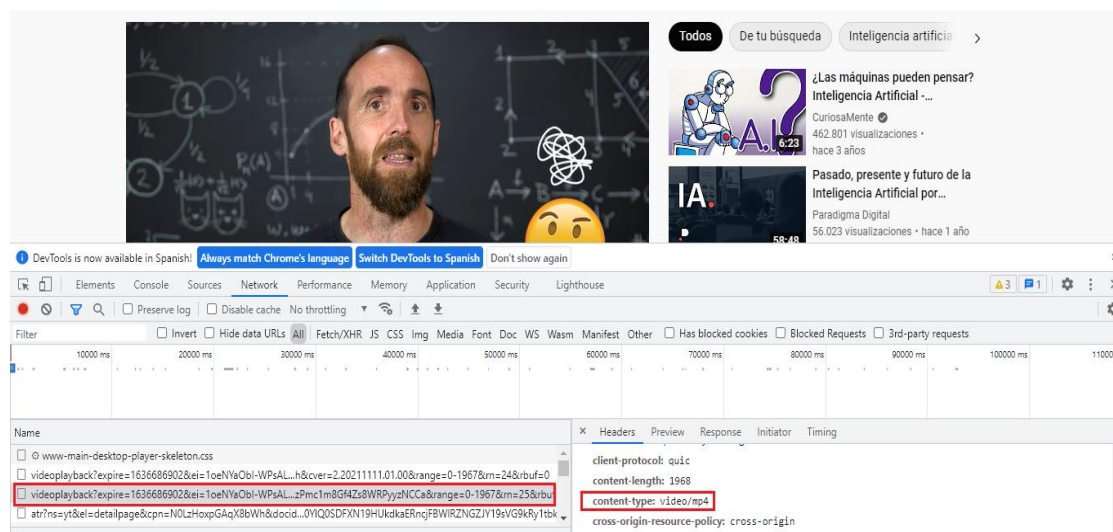 Todos De tu búsqueda Inteligencia artificia
¿Las máquinas pueden pensar?
Inteligencia Artificial -...
CuriosaMente
462.801 visualizaciones •
hace 3 años
6:23
Pasado, presente y futuro de la
Inteligencia Artificial por...
Paradigma Digital
56.023 visualizaciones • hace 1 año
IA.
58:48
DevTools is now available in Spanish! Always match Chrome's language Switch DevTools to Spanish Don't show again
Elements Console Sources Network Performance Memory Application Security Lighthouse 3 1
Preserve log Disable cache No throttling
Filter Invert Hide data URLs All Fetch/XHR JS CSS Img Media Font Doc WS Wasm Manifest Other Has blocked cookies Blocked Requests 3rd-party requests
10000 ms 20000 ms 30000 ms 40000 ms 50000 ms 60000 ms 70000 ms 80000 ms 90000 ms 100000 ms 11000
Name
× Headers Preview Response Initiator Timing
www-main-desktop-player-skeleton.css
videoplayback?expire=1636686902&ei=1oeNYaObI-WPsAL...h&cver=2.20211111.01.00&range=0-1967&rn=24&rbuf=0
videoplayback?expire=1636686902&ei=1oeNYaObI-WPsAL...zPmc1m8Gf4Zs8WRPyyzNCCa&range=0-1967&rn=25&rbu
atr?ns=yt&el=detailpage&cpn=N0LzHoxpGAqX8bWh&docid...
client-protocol: quic
content-length: 1968
content-type: video/mp4
cross-origin-resource-policy: cross-origin